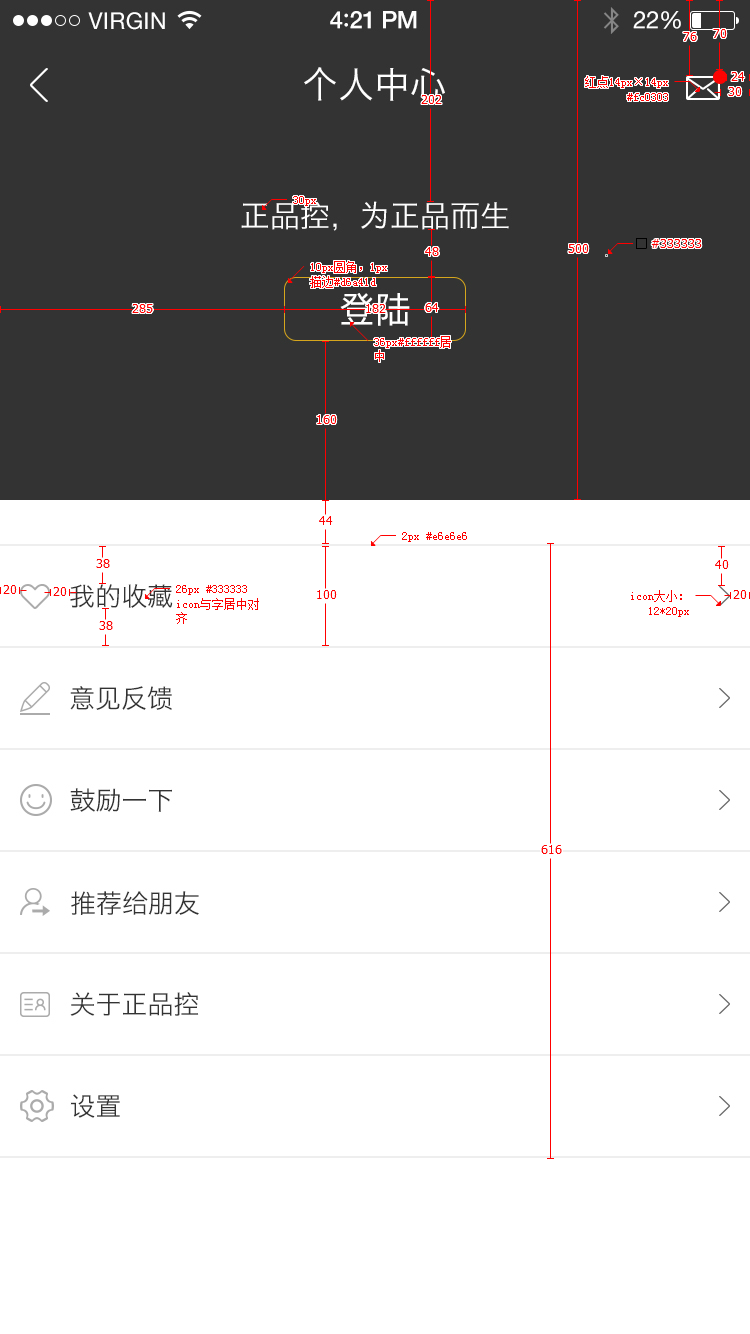 VIRGIN 4:21 PM 22%
76 70
个人中心
红点14px×14px
#fc0303
24
30
202
30px
正品控，为正品而生
48
500
#333333
10px圆角，1px
描边#d6a41d
285
182
64
登陆
36px#ffffff居
中
160
44
2px #e6e6e6
38
40
20
20
我的收藏
26px #333333
icon与字居中对
齐
100
icon大小：
12*20px
20
38
意见反馈
鼓励一下
616
推荐给朋友
关于正品控
设置